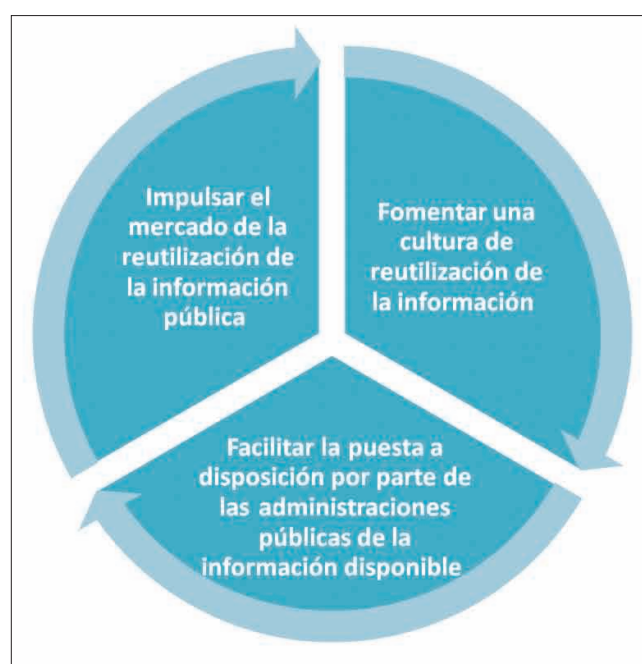 Impulsar el
mercado de la
reutilización de
la información
pública
Fomentar una
cultura de
reutilización de
la información
Facilitar la puesta a
disposición por parte de
las administraciones
públicas de la
información disponible